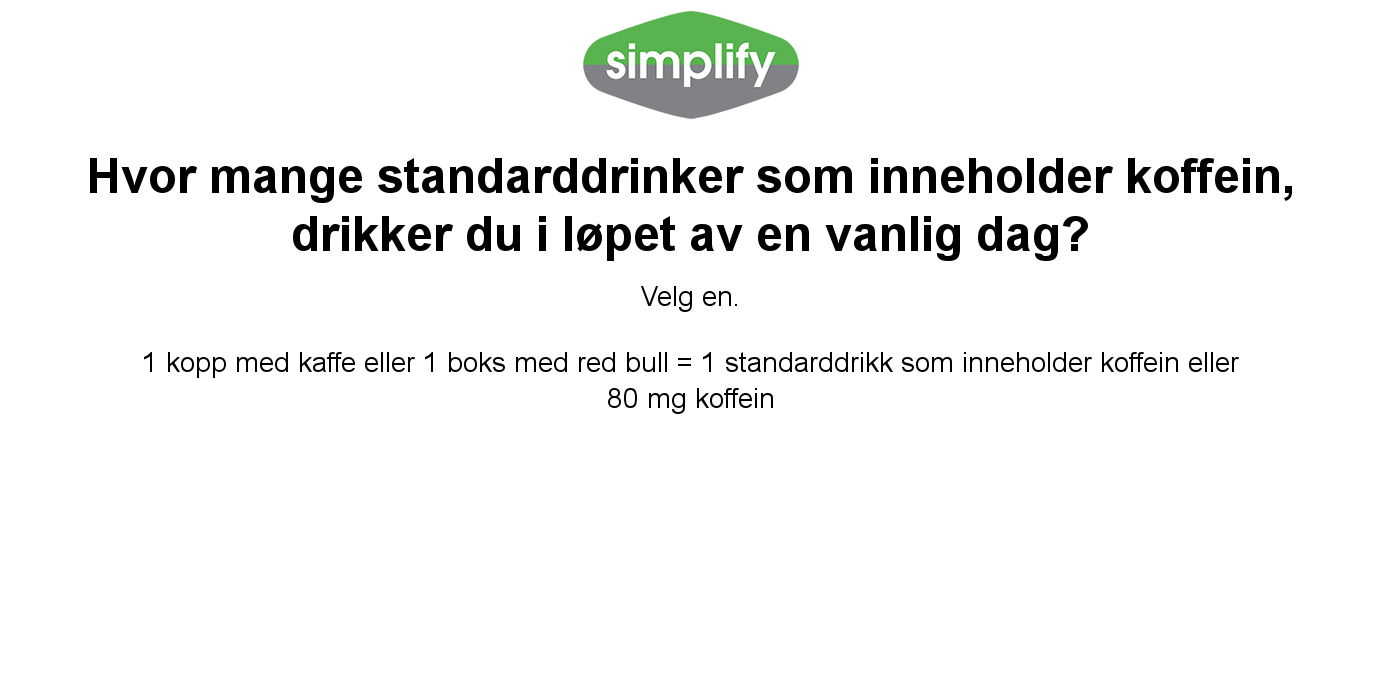 simplify
Hvor mange standarddrinker som inneholder koffein,
drikker du i løpet av en vanlig dag?
Velg en.
1 kopp med kaffe eller 1 boks med red bull = 1 standarddrikk som inneholder koffein eller
80 mg koffein